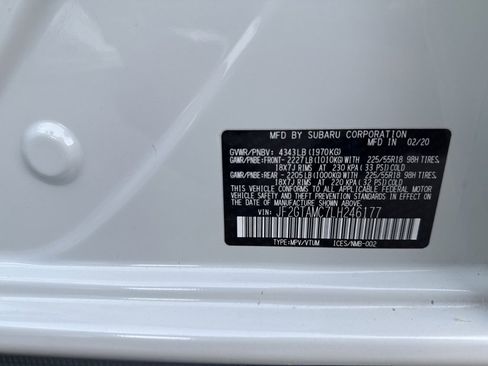 MFD BY SUBARU CORPORATION
MFD IN 02/20
GVWR/PNBV: 4343LB(1970KG)
GAWR/PNBE:FRONT- 2227LB(1010KG)WITH 225/55R18 98H TIRES,
18X7J RIMS AT 230 KPA(33 PSI)COLD
GAWR/PNBE:REAR - 2205LB(1000KG)WITH 225/55R18 98H TIRES,
18X7J RIMS AT 220 KPA(32 PSI)COLD
THIS VEHICLE CONFORMS TO ALL APPLICABLE FEDERAL MOTOR
VEHICLE SAFETY AND THEFT PREVENTION STANDARDS IN EFFECT
ON THE DATE OF MANUFACTURE SHOWN ABOVE.
VIN: JF2GTAMC7LH246177
TYPE:MPV/VTUM ICES/NMB-002